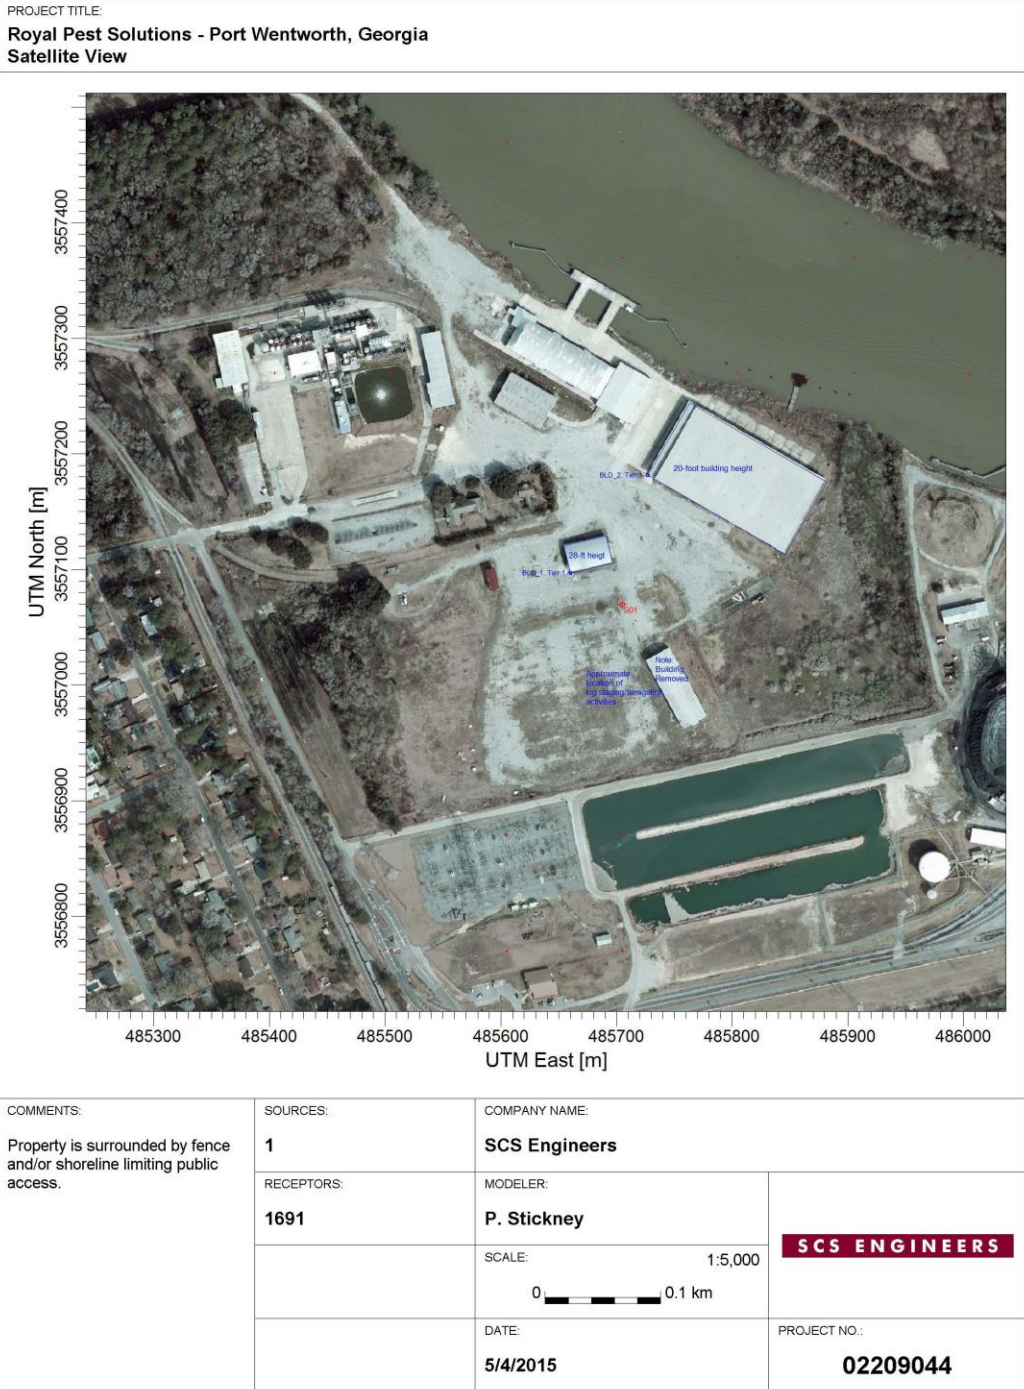 PROJECT TITLE:
Royal Pest Solutions - Port Wentworth, Georgia
Satellite View
UTM North [m]
3557400
3557300
3557200
3557100
3557000
3556900
3556800
BLD_2. Tier 1
20-foot building height
28-ft heigt
BLD_1. Tier 1
S01
Note:
Building
Removed
Approximate
location of
log staging/fumigation
activities
485300 485400 485500 485600 485700 485800 485900 486000
UTM East [m]
COMMENTS:
Property is surrounded by fence
and/or shoreline limiting public
access.
SOURCES:
1
RECEPTORS:
1691
COMPANY NAME:
SCS Engineers
MODELER:
P. Stickney
SCALE: 1:5,000
0 0.1 km
DATE:
5/4/2015
SCS ENGINEERS
PROJECT NO.:
02209044